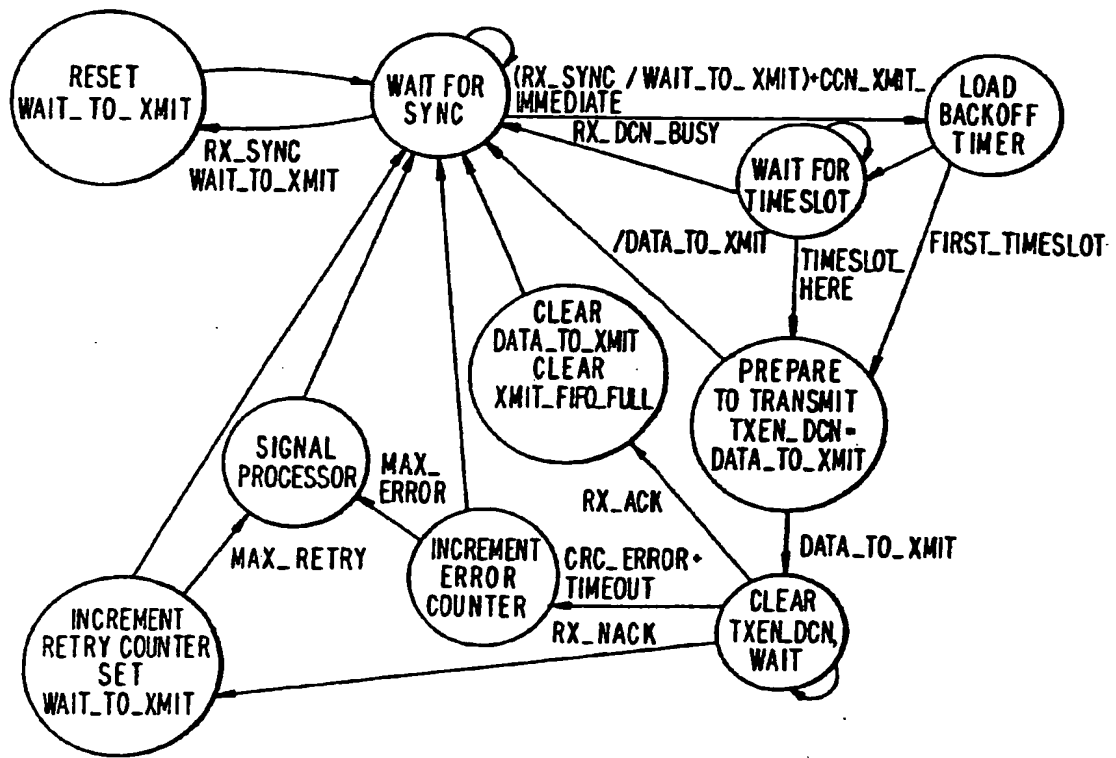 RESET
WAIT_TO_XMIT
WAIT FOR
SYNC
(RX_SYNC /WAIT_TO_XMIT)+CCN_XMIT_
IMMEDIATE
LOAD
BACKOFF
TIMER
RX_DCN_BUSY
RX_SYNC
WAIT_TO_XMIT
WAIT FOR
TIMESLOT
/DATA_TO_XMIT
TIMESLOT_
HERE
FIRST_TIMESLOT
CLEAR
DATA_TO_XMIT
CLEAR
XMIT_FIFO_FULL
PREPARE
TO TRANSMIT
TXEN_DCN=
DATA_TO_XMIT
SIGNAL
PROCESSOR
MAX_
ERROR
RX_ACK
DATA_TO_XMIT
MAX_RETRY
INCREMENT
ERROR
COUNTER
CRC_ERROR+
TIMEOUT
RX_NACK
CLEAR
TXEN_DCN,
WAIT
INCREMENT
RETRY COUNTER
SET
WAIT_TO_XMIT